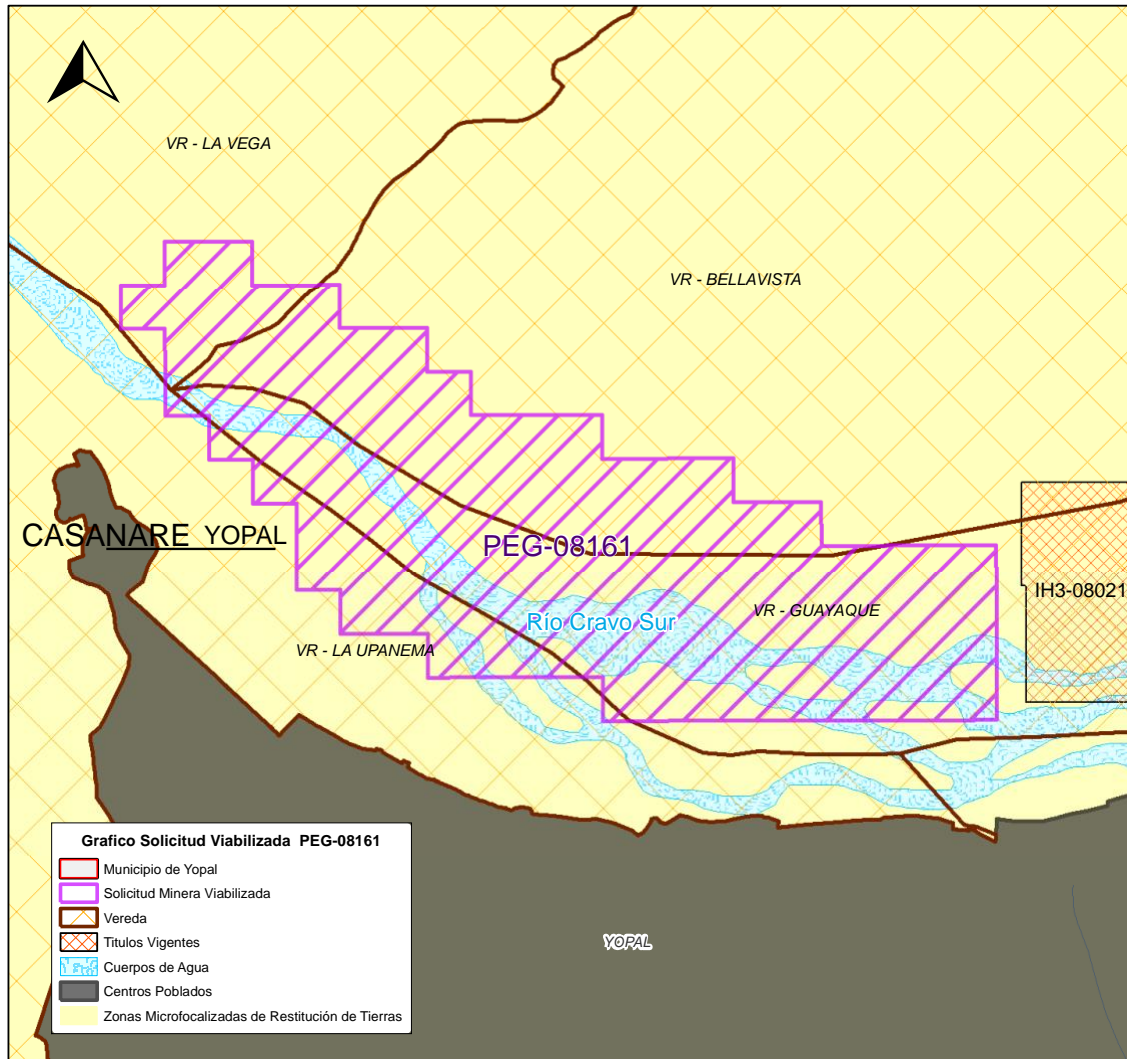 VR - LA VEGA
VR - BELLAVISTA
CASANARE YOPAL
PEG-08161
IH3-08021
VR - GUAYAQUE
Río Cravo Sur
VR - LA UPANEMA
YOPAL
Grafico Solicitud Viabilizada PEG-08161
Municipio de Yopal
Solicitud Minera Viabilizada
Vereda
Titulos Vigentes
Cuerpos de Agua
Centros Poblados
Zonas Microfocalizadas de Restitución de Tierras